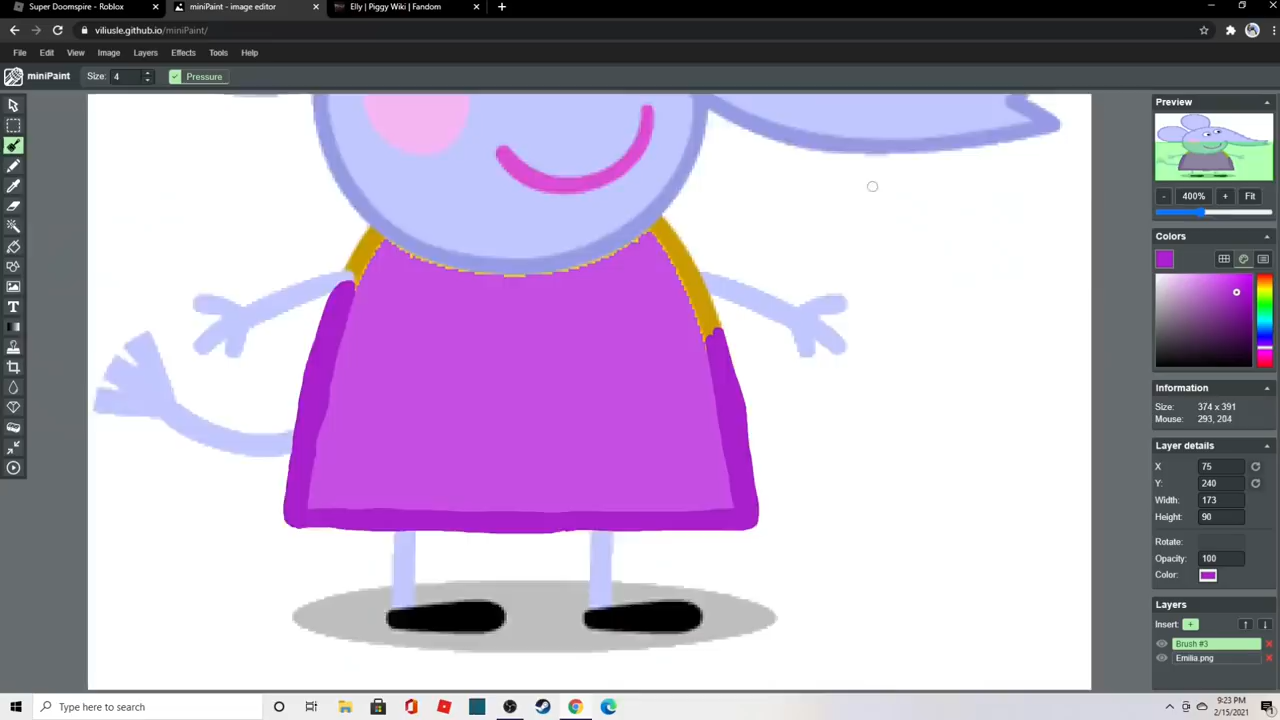 Super Doomspire - Roblox
miniPaint - image editor
Elly | Piggy Wiki | Fandom
viliusle.github.io/miniPaint/
File Edit View Image Layers Effects Tools Help
miniPaint Size: 4 Pressure
Preview
- 400% + Fit
Colors
Information
Size: 374 x 391
Mouse: 293, 204
Layer details
X 75
Y: 240
Width: 173
Height: 90
Rotate:
Opacity: 100
Color:
Layers
Insert: + ↑ ↓
Brush #3
Emilia.png
Type here to search
9:23 PM
2/15/2021